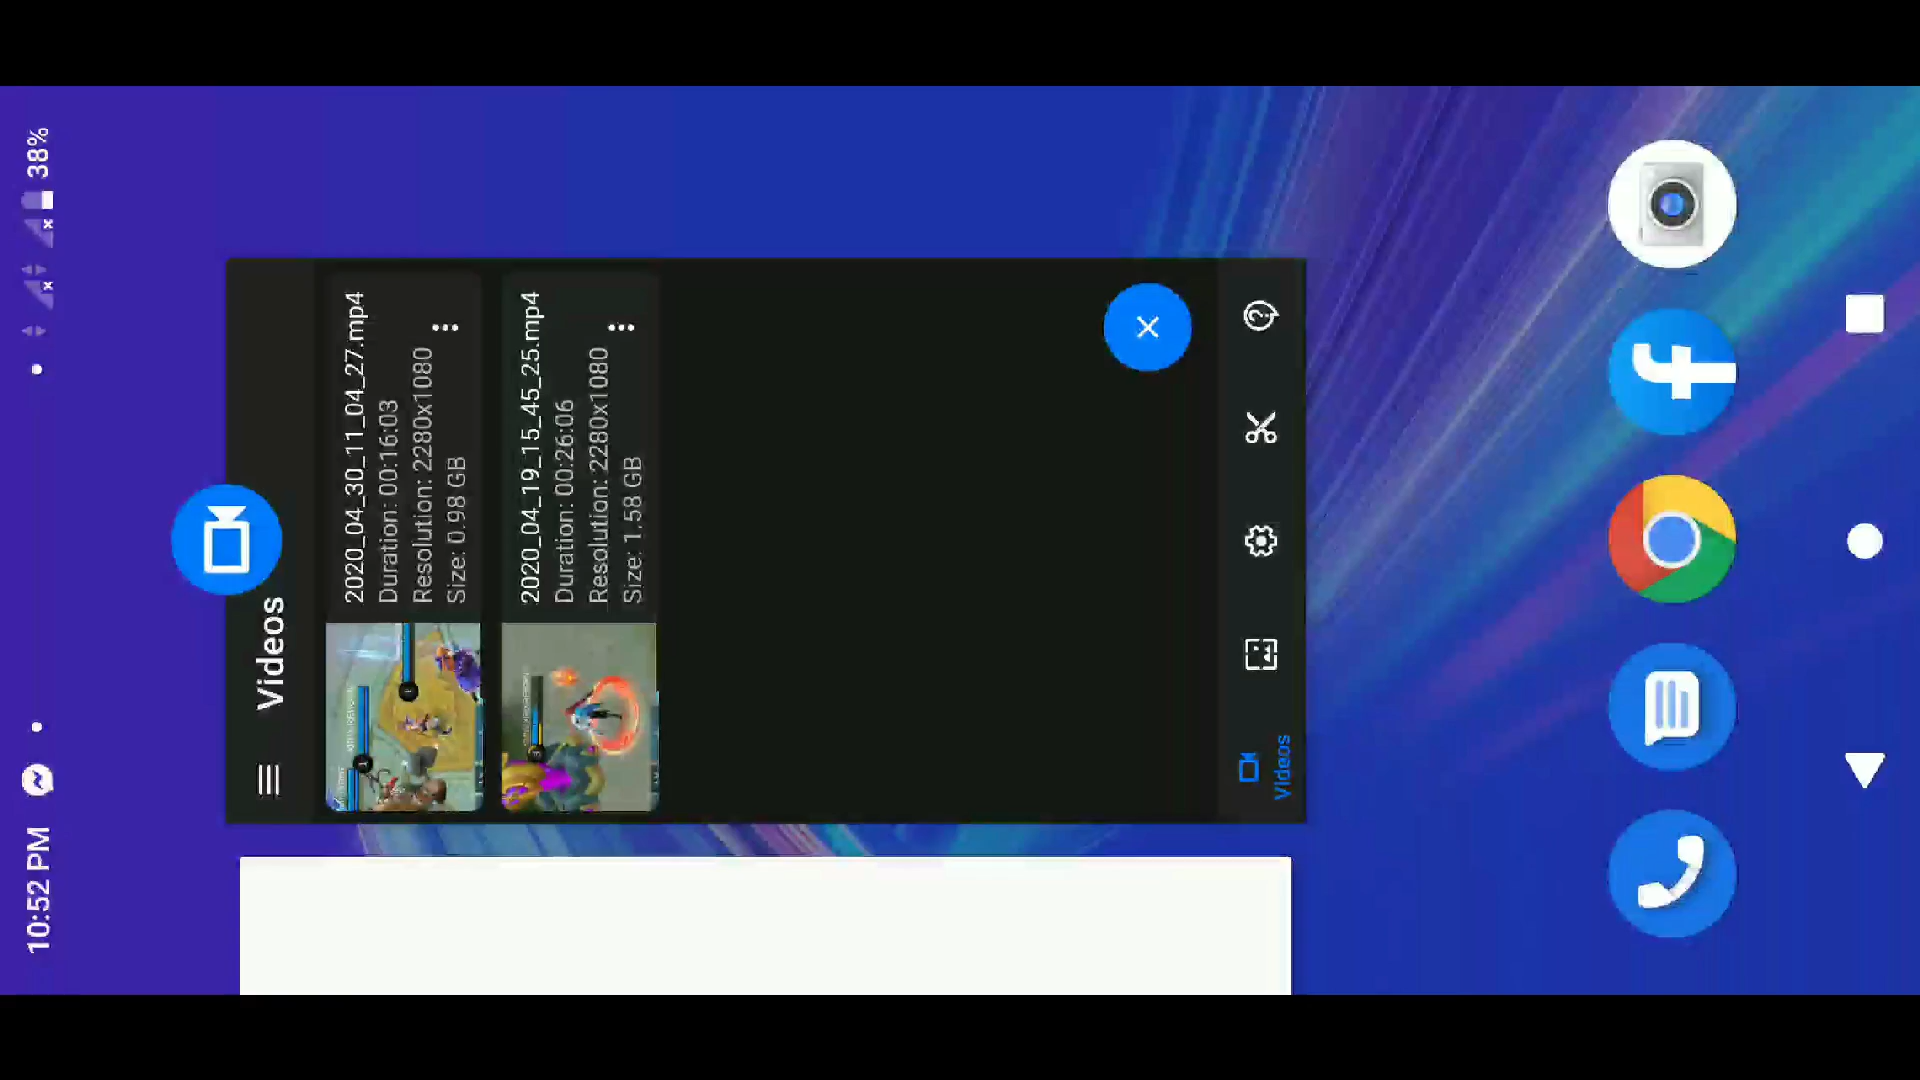 10:52 PM
38%
Videos
2020_04_30_11_04_27.mp4
Duration: 00:16:03
Resolution: 2280x1080
Size: 0.98 GB
2020_04_19_15_45_25.mp4
Duration: 00:26:06
Resolution: 2280x1080
Size: 1.58 GB
Videos